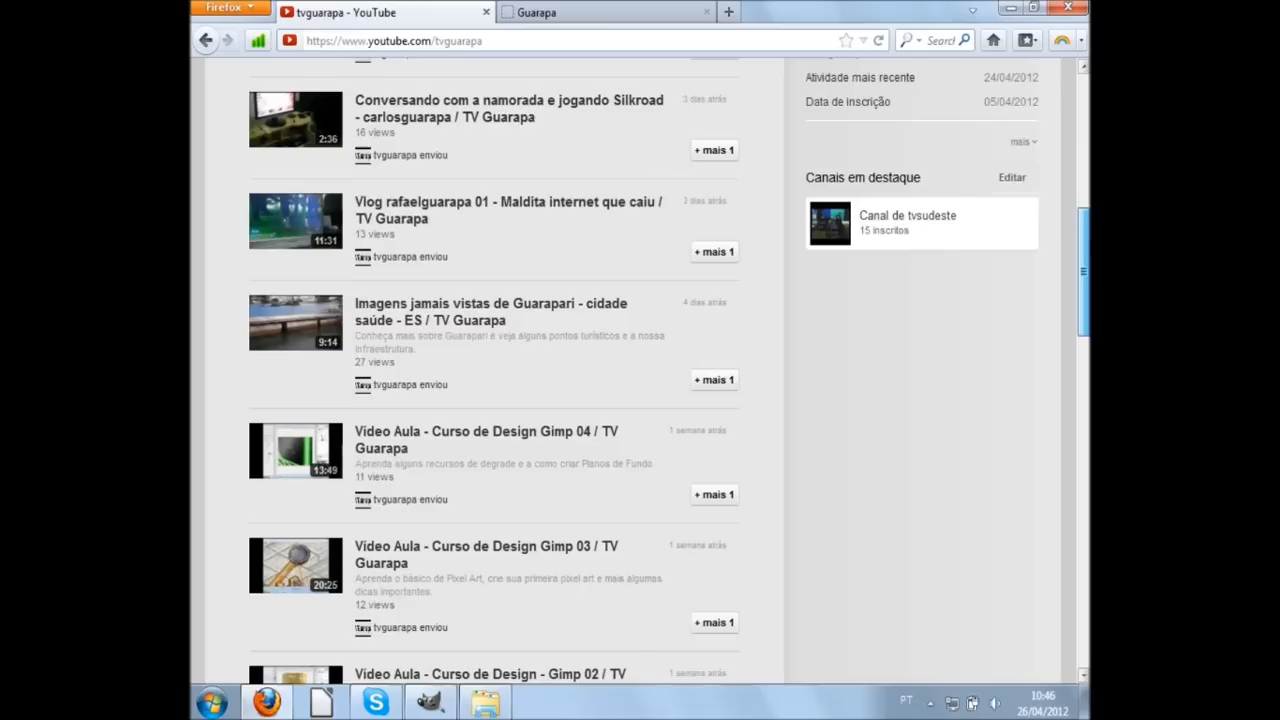 Firefox
tvguarapa - YouTube
Guarapa
https://www.youtube.com/tvguarapa
Searcl
Conversando com a namorada e jogando Silkroad
- carlosguarapa / TV Guarapa
3 dias atrás
16 views
2:36
tvguarapa enviou
+ mais 1
Vlog rafaelguarapa 01 - Maldita internet que caiu /
TV Guarapa
3 dias atrás
13 views
11:31
tvguarapa enviou
+ mais 1
Imagens jamais vistas de Guarapari - cidade
saúde - ES / TV Guarapa
4 dias atrás
Conheça mais sobre Guarapari e veja alguns pontos turísticos e a nossa
infraestrutura.
27 views
9:14
tvguarapa enviou
+ mais 1
Vídeo Aula - Curso de Design Gimp 04 / TV
Guarapa
1 semana atrás
Aprenda alguns recursos de degrade e a como criar Planos de Fundo.
11 views
13:49
tvguarapa enviou
+ mais 1
Vídeo Aula - Curso de Design Gimp 03 / TV
Guarapa
1 semana atrás
Aprenda o básico de Pixel Art, crie sua primeira pixel art e mais algumas
dicas importantes.
12 views
20:25
tvguarapa enviou
+ mais 1
Vídeo Aula - Curso de Design - Gimp 02 / TV
1 semana atrás
Atividade mais recente 24/04/2012
Data de inscrição 05/04/2012
mais
Canais em destaque Editar
Canal de tvsudeste
15 inscritos
PT
10:46
26/04/2012